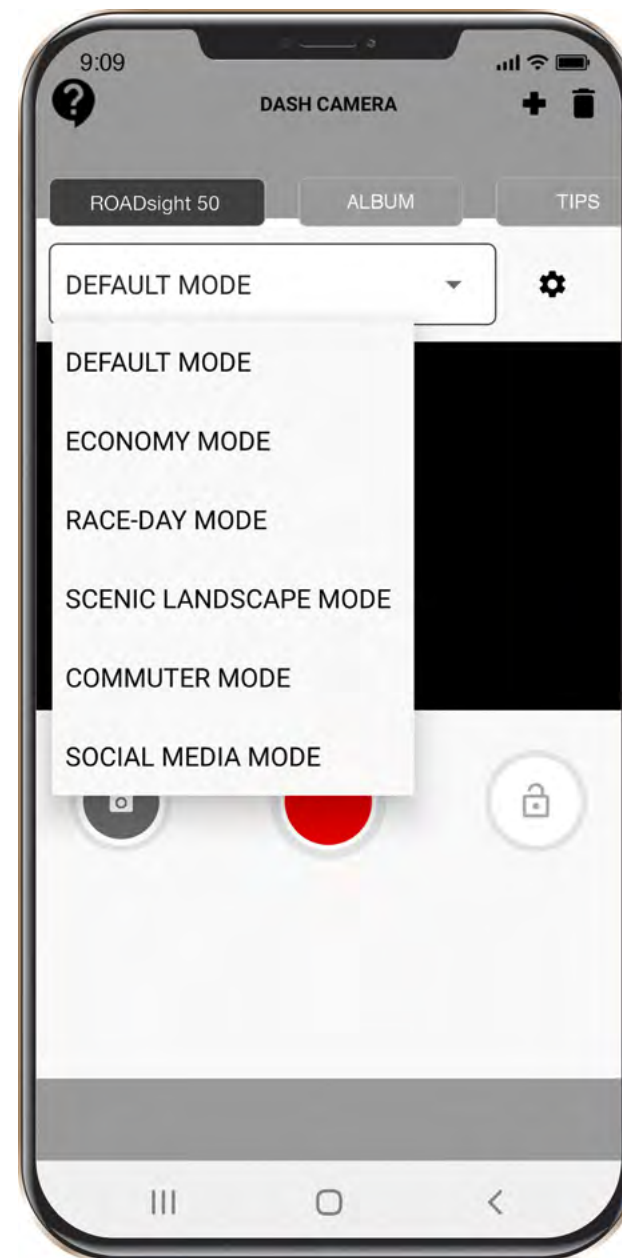 9:09
DASH CAMERA
ROADsight 50
ALBUM
TIPS
DEFAULT MODE
DEFAULT MODE
ECONOMY MODE
RACE-DAY MODE
SCENIC LANDSCAPE MODE
COMMUTER MODE
SOCIAL MEDIA MODE